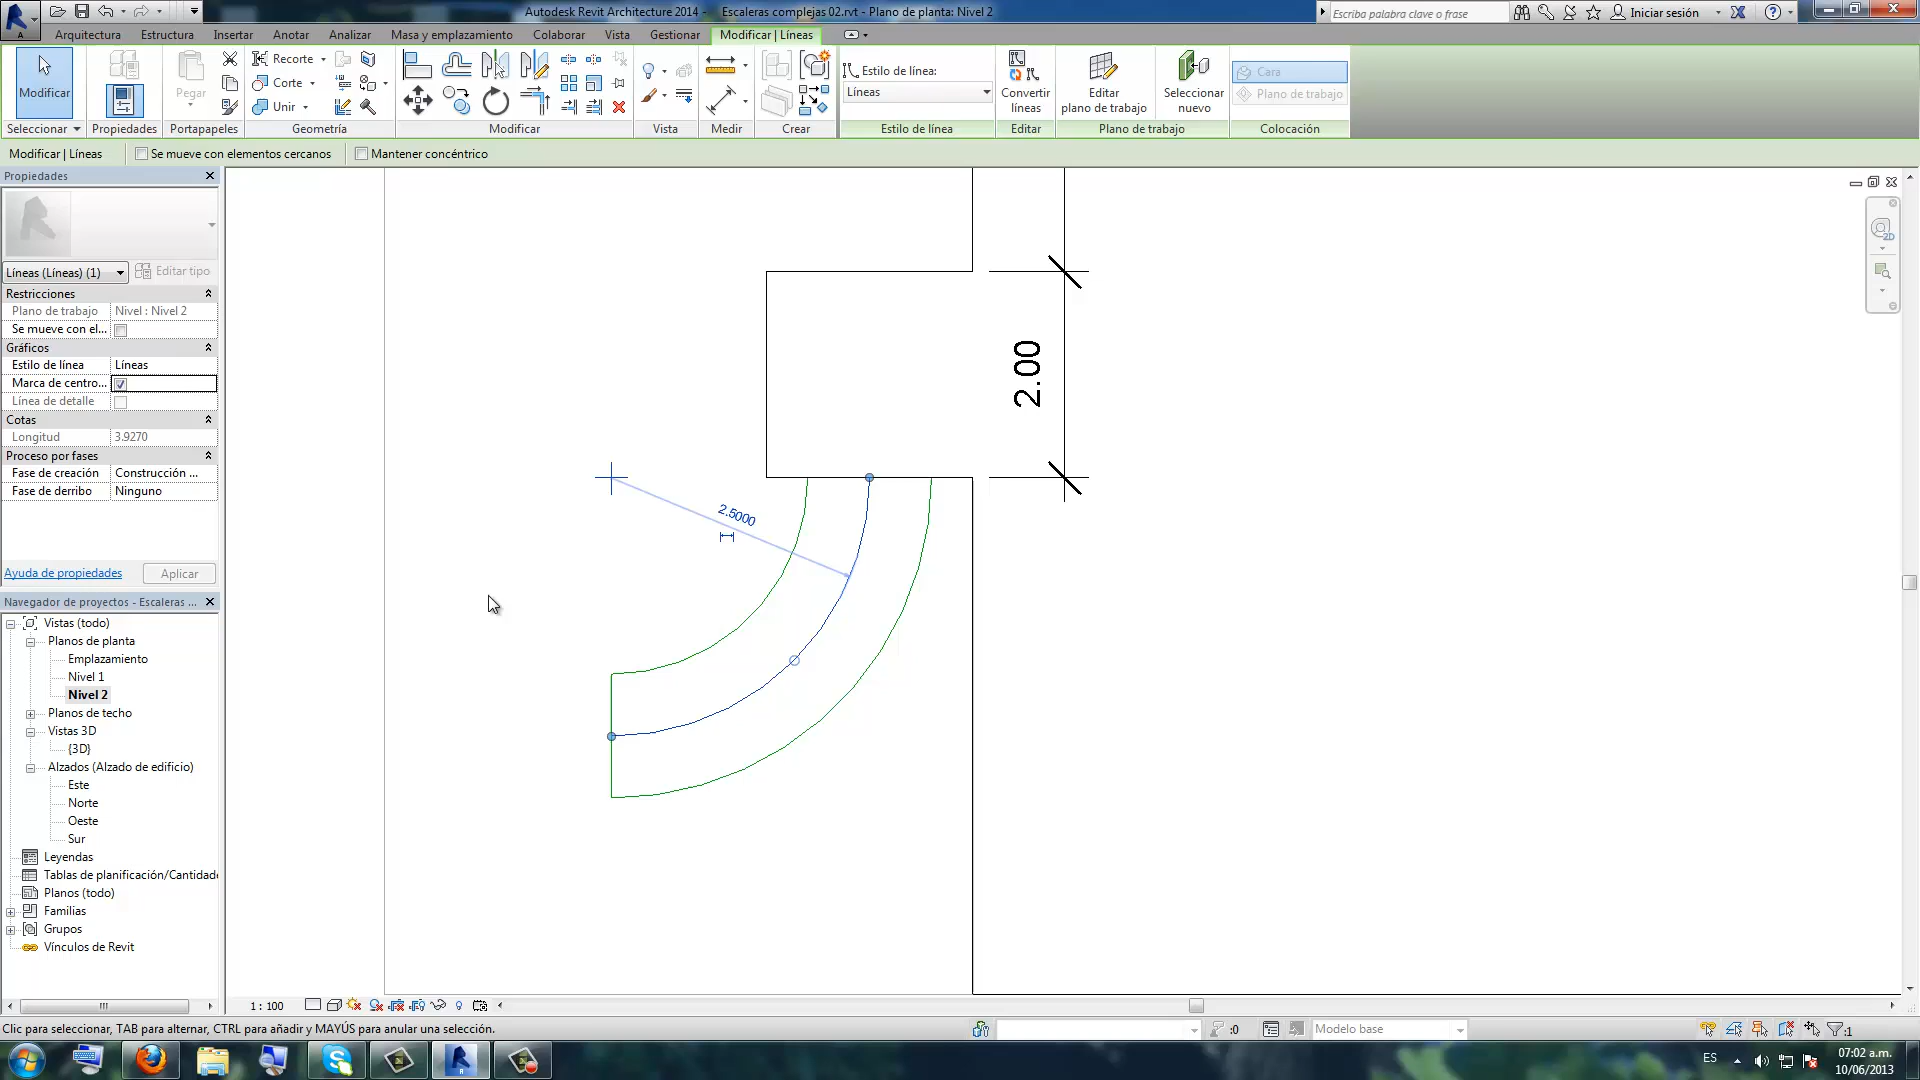 Autodesk Revit Architecture 2014 - Escaleras complejas 02.rvt - Plano de planta: Nivel 2
Escriba palabra clave o frase
Iniciar sesión
Arquitectura Estructura Insertar Anotar Analizar Masa y emplazamiento Colaborar Vista Gestionar Modificar | Líneas
Modificar
Pegar
Recorte
Corte
Unir
Estilo de línea:
Líneas
Convertir líneas
Editar plano de trabajo
Seleccionar nuevo
Cara
Plano de trabajo
Seleccionar Propiedades Portapapeles Geometría Modificar Vista Medir Crear Estilo de línea Editar Plano de trabajo Colocación
Modificar | Líneas Se mueve con elementos cercanos Mantener concéntrico
Propiedades
Líneas (Líneas) (1) Editar tipo
Restricciones
Plano de trabajo Nivel : Nivel 2
Se mueve con el...
Gráficos
Estilo de línea Líneas
Marca de centro...
Línea de detalle
Cotas
Longitud 3.9270
Proceso por fases
Fase de creación Construcción ...
Fase de derribo Ninguno
Ayuda de propiedades Aplicar
Navegador de proyectos - Escaleras ...
Vistas (todo)
Planos de planta
Emplazamiento
Nivel 1
Nivel 2
Planos de techo
Vistas 3D
{3D}
Alzados (Alzado de edificio)
Este
Norte
Oeste
Sur
Leyendas
Tablas de planificación/Cantidade
Planos (todo)
Familias
Grupos
Vínculos de Revit
2.00
2.5000
1 : 100
Clic para seleccionar, TAB para alternar, CTRL para añadir y MAYÚS para anular una selección.
:0
Modelo base
:1
ES
07:02 a.m.
10/06/2013